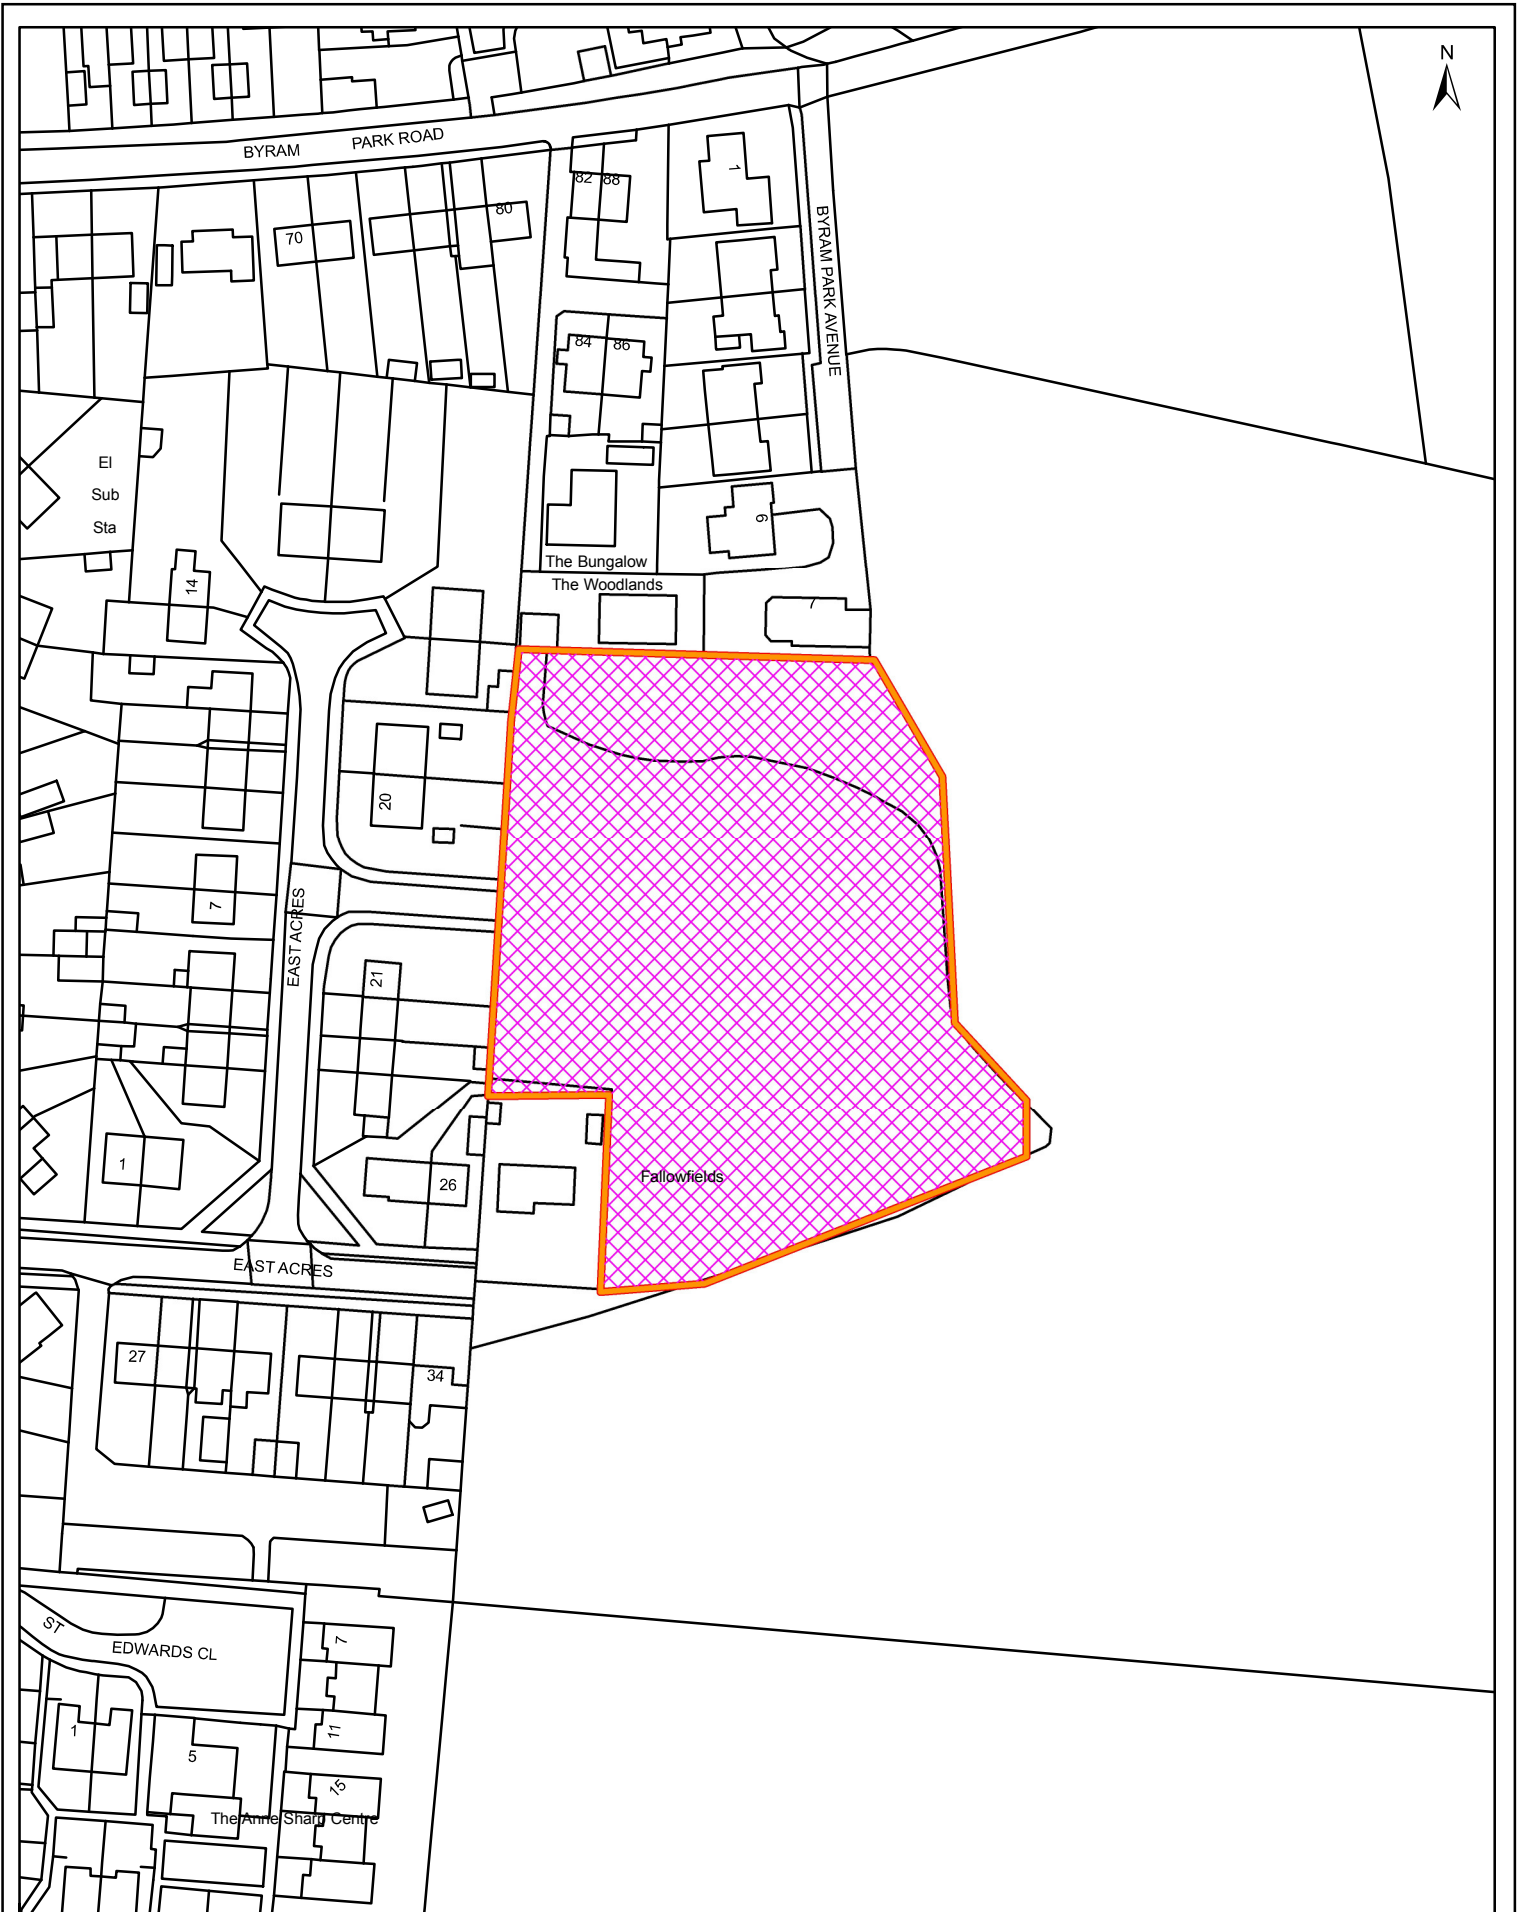 N
BYRAM PARK ROAD
82 88
1
80
70
BYRAM PARK AVENUE
84 86
El
Sub
Sta
6
The Bungalow
The Woodlands
14
7
20
7
EAST ACRES
21
1
26
Fallowfields
EAST ACRES
27
34
ST EDWARDS CL
7
1
11
5
15
The Anne Sharp Centre